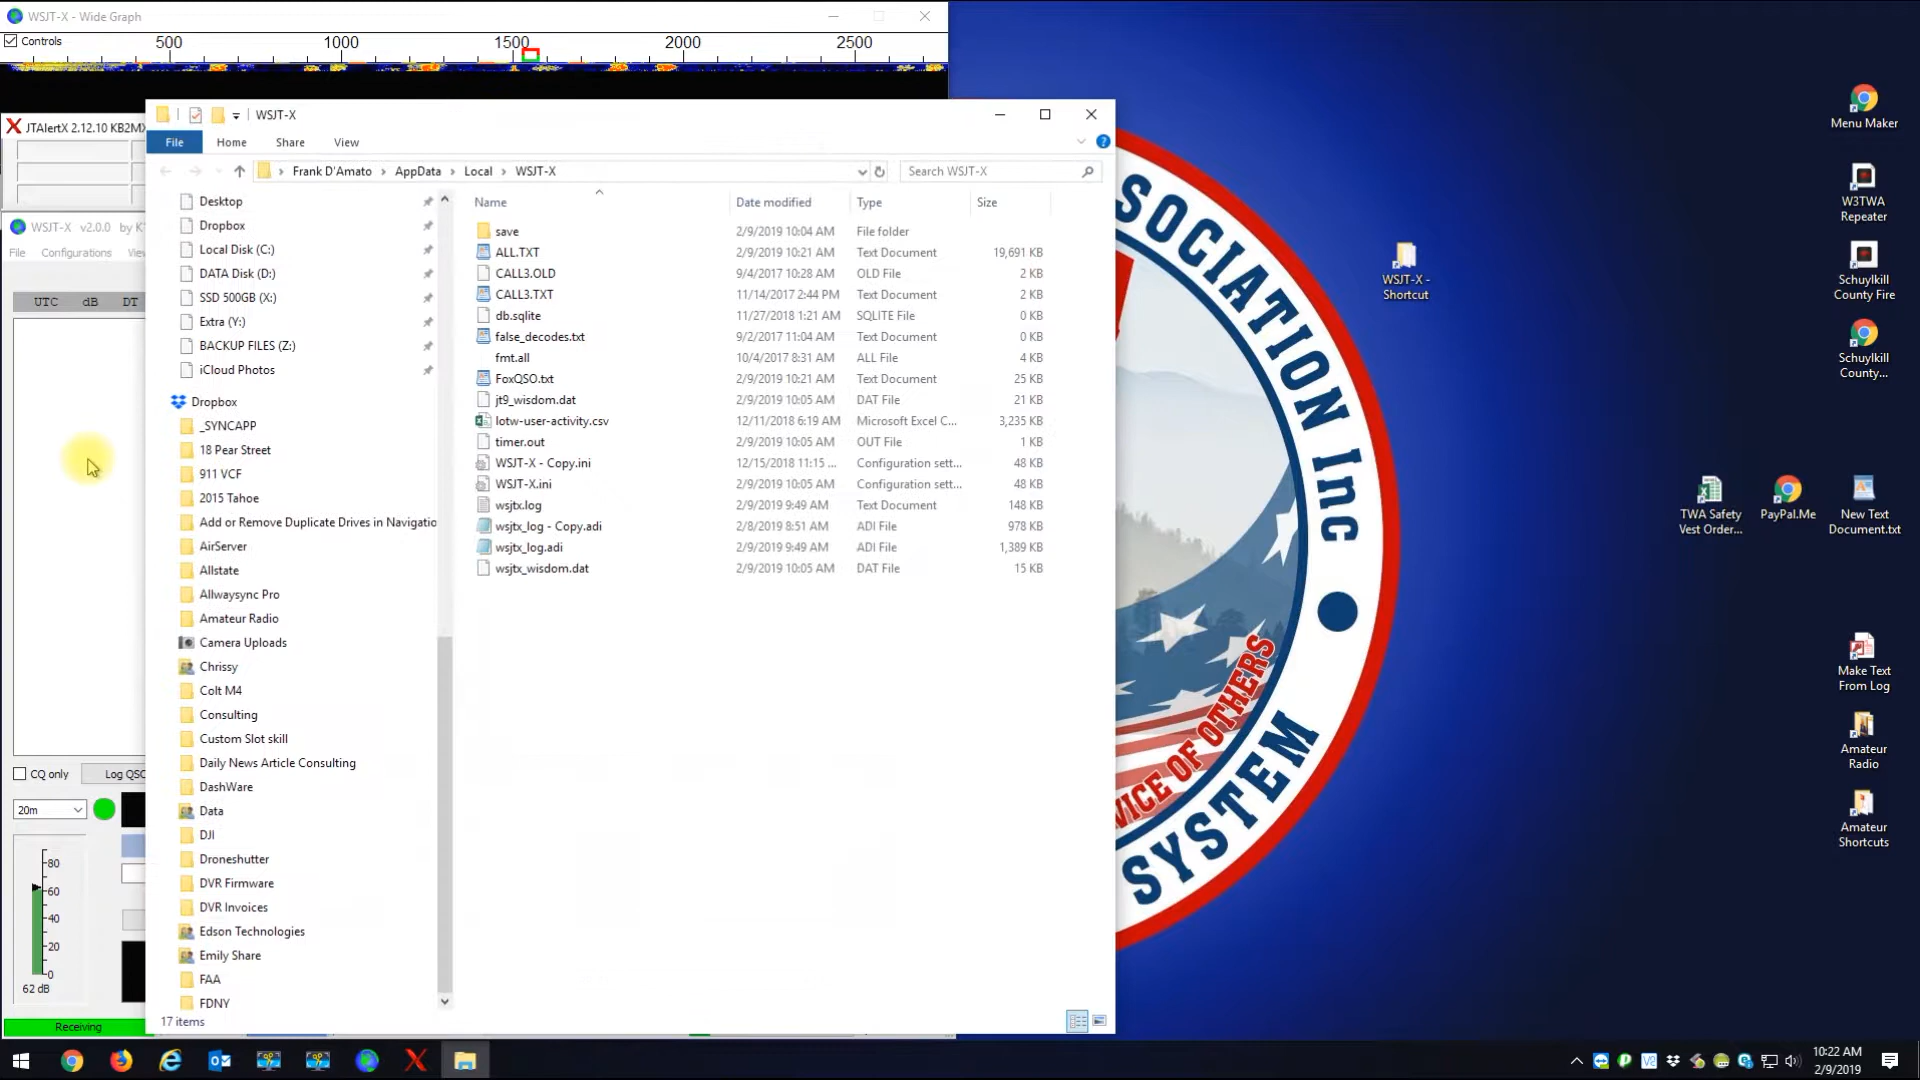 WSJT-X - Wide Graph
Controls
500 1000 1500 2000 2500
JTAlertX 2.12.10 KB2MX
WSJT-X v2.0.0 by K
File Configurations
UTC dB DT
CQ only
20m
80
60
40
20
0
62 dB
Receiving
WSJT-X
File Home Share View
Frank D'Amato AppData Local WSJT-X
Search WSJT-X
Desktop
Dropbox
Local Disk (C:)
DATA Disk (D:)
SSD 500GB (X:)
Extra (Y:)
BACKUP FILES (Z:)
iCloud Photos
Dropbox
_SYNCAPP
18 Pear Street
911 VCF
2015 Tahoe
Add or Remove Duplicate Drives in Navigatio
AirServer
Allstate
Allwaysync Pro
Amateur Radio
Camera Uploads
Chrissy
Colt M4
Consulting
Custom Slot skill
Daily News Article Consulting
DashWare
Data
DJI
Droneshutter
DVR Firmware
DVR Invoices
Edson Technologies
Emily Share
FAA
FDNY
17 items
Name Date modified Type Size
save 2/9/2019 10:04 AM File folder
ALL.TXT 2/9/2019 10:21 AM Text Document 19,691 KB
CALL3.OLD 9/4/2017 10:28 AM OLD File 2 KB
CALL3.TXT 11/14/2017 2:44 PM Text Document 2 KB
db.sqlite 11/27/2018 1:21 AM SQLITE File 0 KB
false_decodes.txt 9/2/2017 11:04 AM Text Document 0 KB
fmt.all 10/4/2017 8:31 AM ALL File 4 KB
FoxQSO.txt 2/9/2019 10:21 AM Text Document 25 KB
jt9_wisdom.dat 2/9/2019 10:05 AM DAT File 21 KB
lotw-user-activity.csv 12/11/2018 6:19 AM Microsoft Excel C... 3,235 KB
timer.out 2/9/2019 10:05 AM OUT File 1 KB
WSJT-X - Copy.ini 12/15/2018 11:15 ... Configuration sett... 48 KB
WSJT-X.ini 2/9/2019 10:05 AM Configuration sett... 48 KB
wsjtx.log 2/9/2019 9:49 AM Text Document 148 KB
wsjtx_log - Copy.adi 2/8/2019 8:51 AM ADI File 978 KB
wsjtx_log.adi 2/9/2019 9:49 AM ADI File 1,389 KB
wsjtx_wisdom.dat 2/9/2019 10:05 AM DAT File 15 KB
SOCIATION Inc
VICE OF OTHERS
SYSTEM
WSJT-X -
Shortcut
Menu Maker
W3TWA
Repeater
Schuylkill
County Fire
Schuylkill
County...
TWA Safety
Vest Order...
PayPal.Me
New Text
Document.txt
Make Text
From Log
Amateur
Radio
Amateur
Shortcuts
10:22 AM
2/9/2019